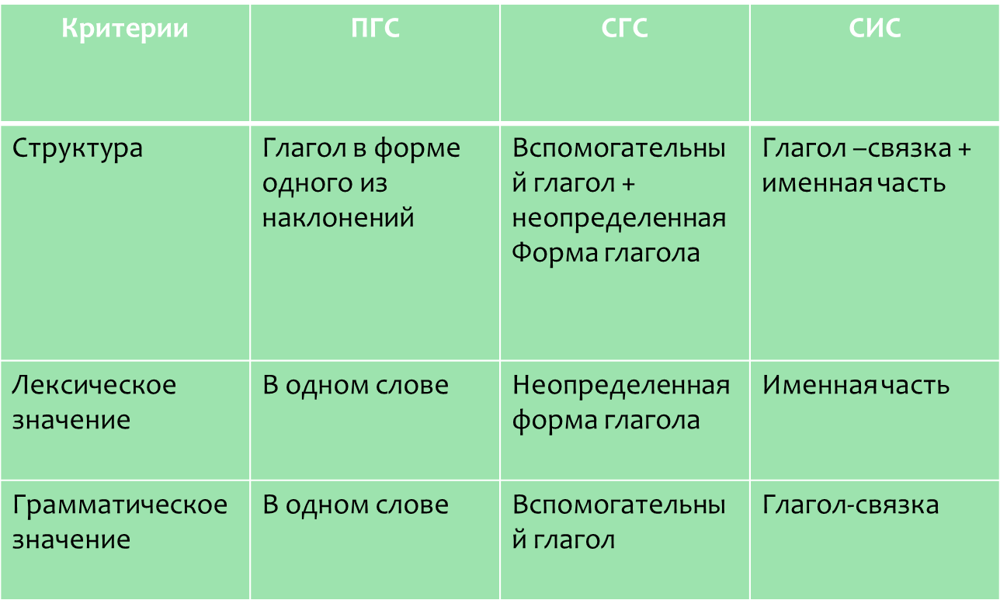 Критерии ПГС СГС СИС
Структура
Глагол в форме
одного из
наклонений
Вспомогательны
й глагол +
неопределенная
Форма глагола
Глагол –связка +
именная часть
Лексическое
значение
В одном слове
Неопределенная
форма глагола
Именная часть
Грамматическое
значение
В одном слове
Вспомогательны
й глагол
Глагол-связка